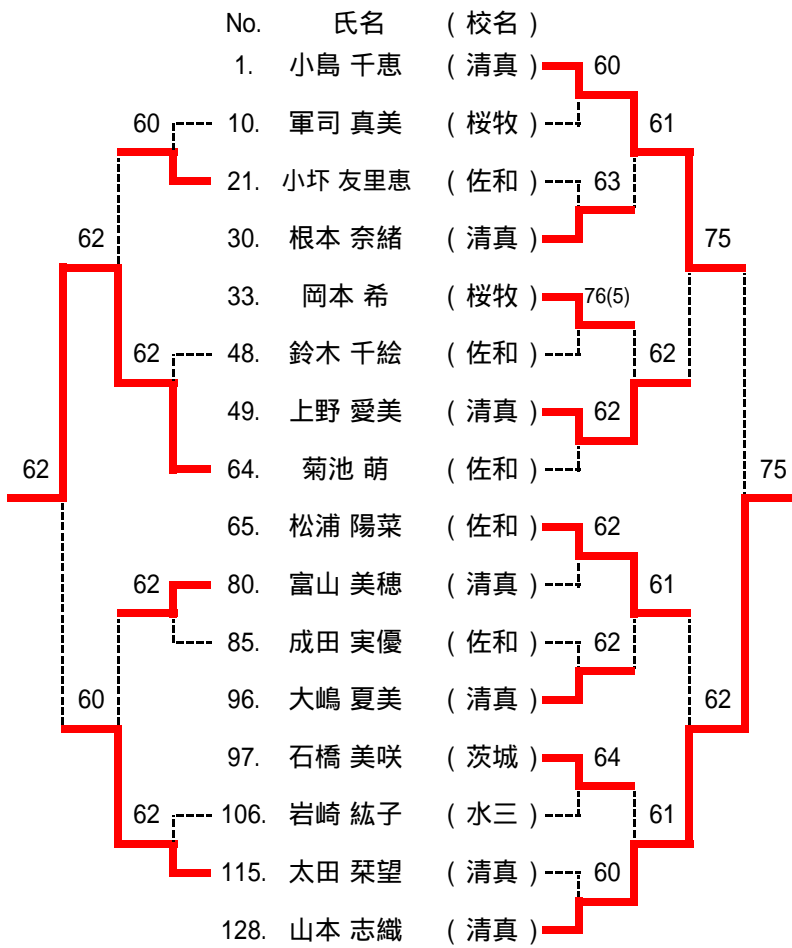 No. 氏名 ( 校名 )
1. 小島 千恵 ( 清真 ) 60
60 10. 軍司 真美 ( 桜牧 ) 61
21. 小圷 友里恵 ( 佐和 ) 63
62 30. 根本 奈緒 ( 清真 ) 75
33. 岡本 希 ( 桜牧 ) 76(5)
62 48. 鈴木 千絵 ( 佐和 ) 62
49. 上野 愛美 ( 清真 ) 62
62 64. 菊池 萌 ( 佐和 ) 75
65. 松浦 陽菜 ( 佐和 ) 62
62 80. 富山 美穂 ( 清真 ) 61
85. 成田 実優 ( 佐和 ) 62
60 96. 大嶋 夏美 ( 清真 ) 62
97. 石橋 美咲 ( 茨城 ) 64
62 106. 岩崎 紘子 ( 水三 ) 61
115. 太田 栞望 ( 清真 ) 60
128. 山本 志織 ( 清真 )